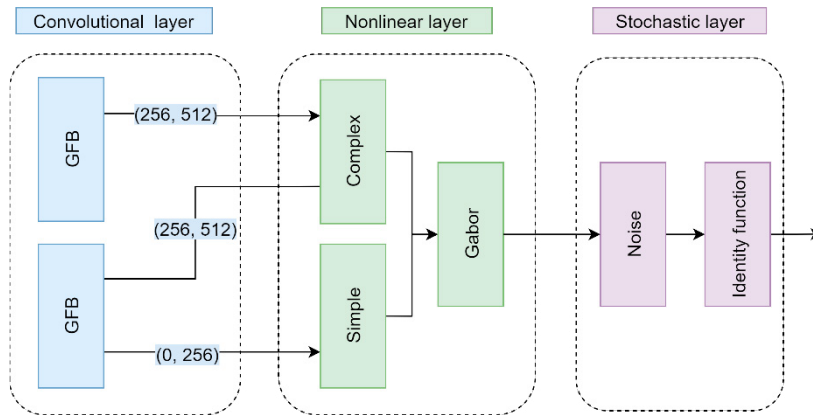 Convolutional layer
Nonlinear layer
Stochastic layer
GFB
(256, 512)
Complex
(256, 512)
GFB
(0, 256)
Simple
Gabor
Noise
Identity function